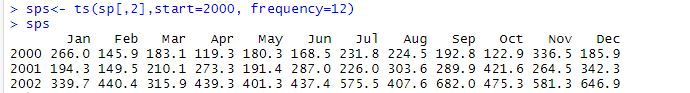 > sps<- ts(sp[,2],start=2000, frequency=12)
> sps
Jan Feb Mar Apr May Jun Jul Aug Sep Oct Nov Dec
2000 266.0 145.9 183.1 119.3 180.3 168.5 231.8 224.5 192.8 122.9 336.5 185.9
2001 194.3 149.5 210.1 273.3 191.4 287.0 226.0 303.6 289.9 421.6 264.5 342.3
2002 339.7 440.4 315.9 439.3 401.3 437.4 575.5 407.6 682.0 475.3 581.3 646.9